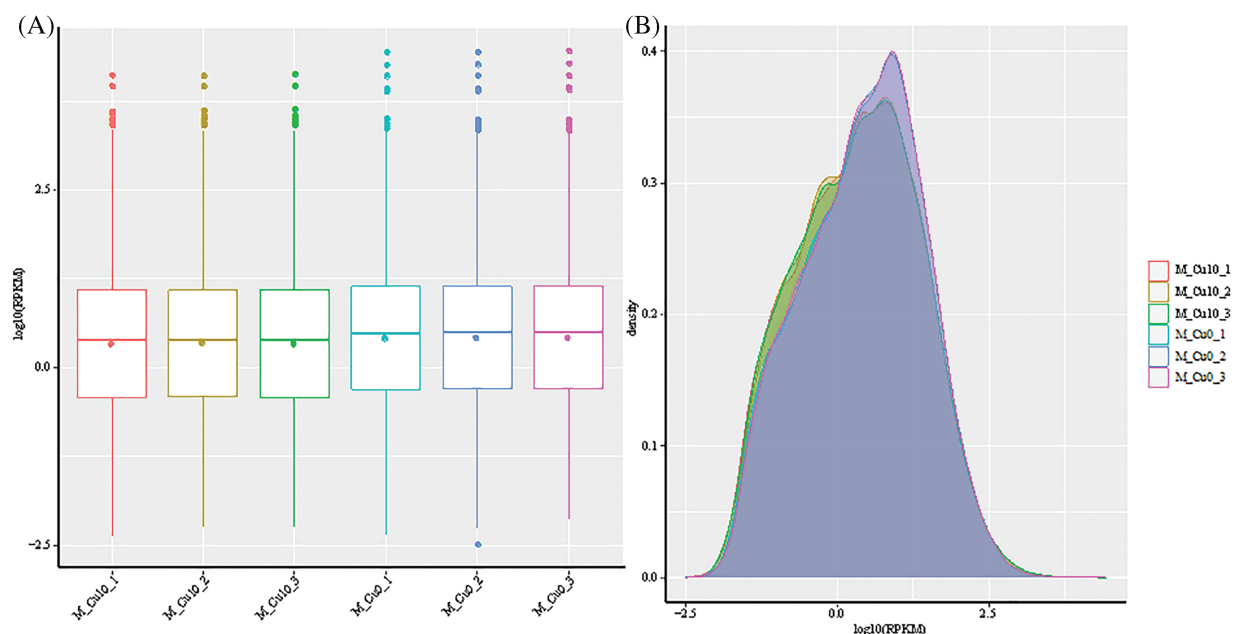 (A)
log10(RPKM)
2.5
0.0
−2.5
M_Cu10_1
M_Cu10_2
M_Cu10_3
M_Cu0_1
M_Cu0_2
M_Cu0_3
(B)
density
0.4
0.3
0.2
0.1
0.0
−2.5
0.0
2.5
log10(RPKM)
M_Cu10_1
M_Cu10_2
M_Cu10_3
M_Cu0_1
M_Cu0_2
M_Cu0_3